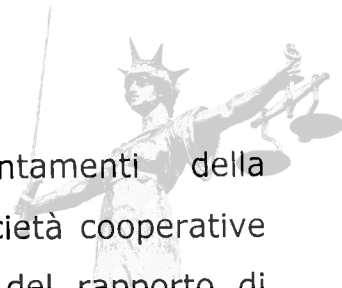 ntamenti della
cietà cooperative
del rapporto di